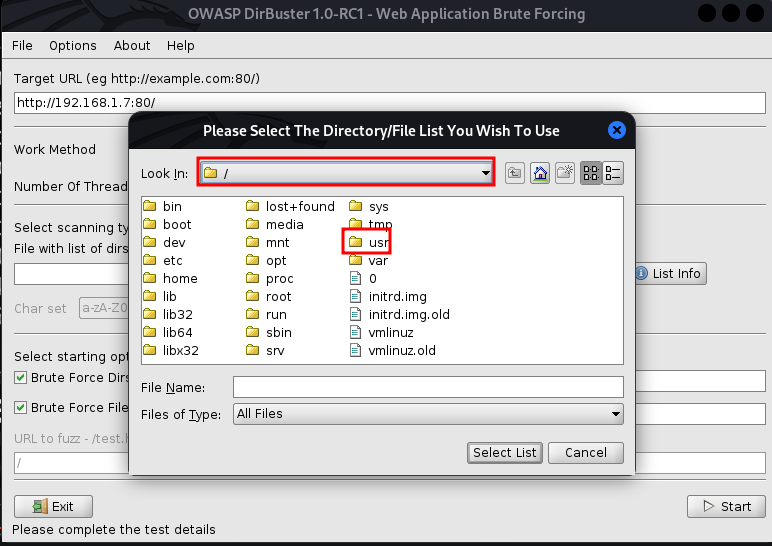 OWASP DirBuster 1.0-RC1 - Web Application Brute Forcing
File Options About Help
Target URL (eg http://example.com:80/)
http://192.168.1.7:80/
Please Select The Directory/File List You Wish To Use
Work Method
Look In: /
Number Of Thread
bin lost+found sys
Select scanning ty
boot media tmp
File with list of dirs
dev mnt usr
etc opt var
home proc 0
List Info
lib root initrd.img
Char set a-zA-Z0
lib32 run initrd.img.old
lib64 sbin vmlinuz
libx32 srv vmlinuz.old
Select starting opt
Brute Force Dirs
File Name:
Brute Force File
Files of Type: All Files
URL to fuzz - /test.h
/
Select List Cancel
Exit Start
Please complete the test details